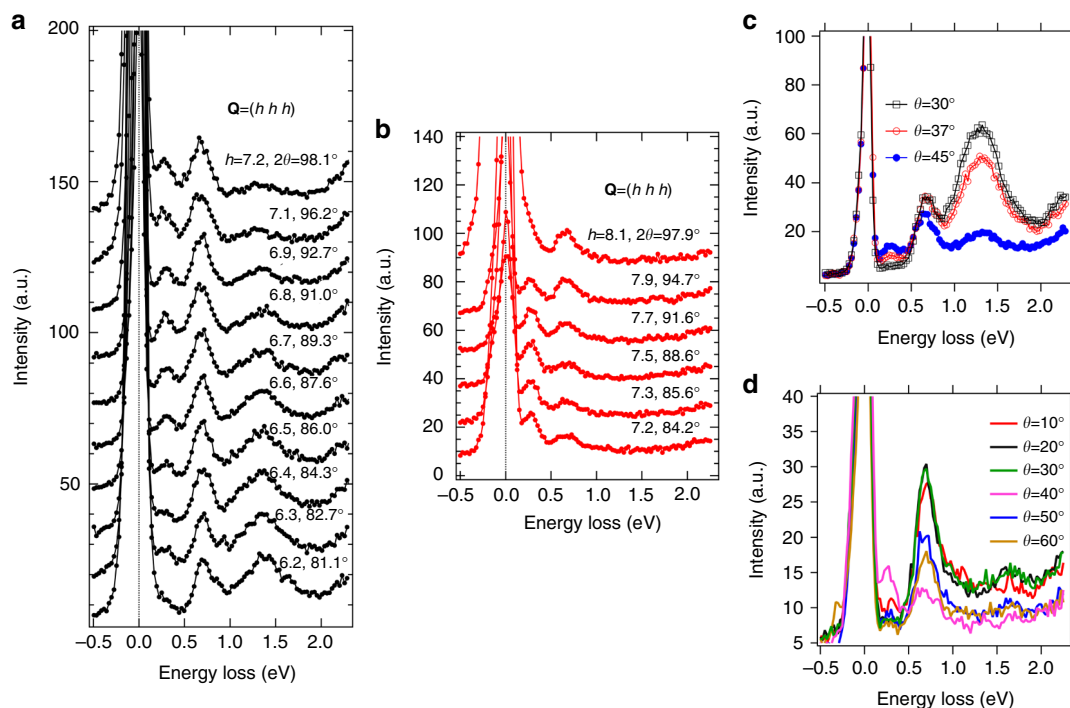 a
200
150
100
50
Intensity (a.u.)
Q=(h h h)
h=7.2, 2θ=98.1°
7.1, 96.2°
6.9, 92.7°
6.8, 91.0°
6.7, 89.3°
6.6, 87.6°
6.5, 86.0°
6.4, 84.3°
6.3, 82.7°
6.2, 81.1°
−0.5 0.0 0.5 1.0 1.5 2.0
Energy loss (eV)
b
140
120
100
80
60
40
20
0
Intensity (a.u.)
Q=(h h h)
h=8.1, 2θ=97.9°
7.9, 94.7°
7.7, 91.6°
7.5, 88.6°
7.3, 85.6°
7.2, 84.2°
−0.5 0.0 0.5 1.0 1.5 2.0
Energy loss (eV)
c
100
80
60
40
20
Intensity (a.u.)
θ=30°
θ=37°
θ=45°
−0.5 0.0 0.5 1.0 1.5 2.0
Energy loss (eV)
d
40
35
30
25
20
15
10
5
Intensity (a.u.)
θ=10°
θ=20°
θ=30°
θ=40°
θ=50°
θ=60°
−0.5 0.0 0.5 1.0 1.5 2.0
Energy loss (eV)